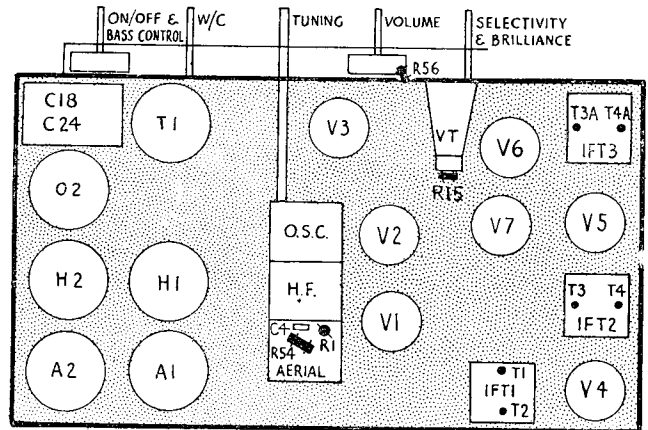 ON/OFF &
BASS CONTROL
W/C
TUNING
VOLUME
SELECTIVITY
& BRILLIANCE
R56
C18
C24
T1
V3
VT
R15
V6
T3A T4A
IFT3
O2
O.S.C.
V2
V7
V5
H2
H1
H.F.
V1
T3 T4
IFT2
C4
R1
R54
AERIAL
A2
A1
T1
IFT1
T2
V4